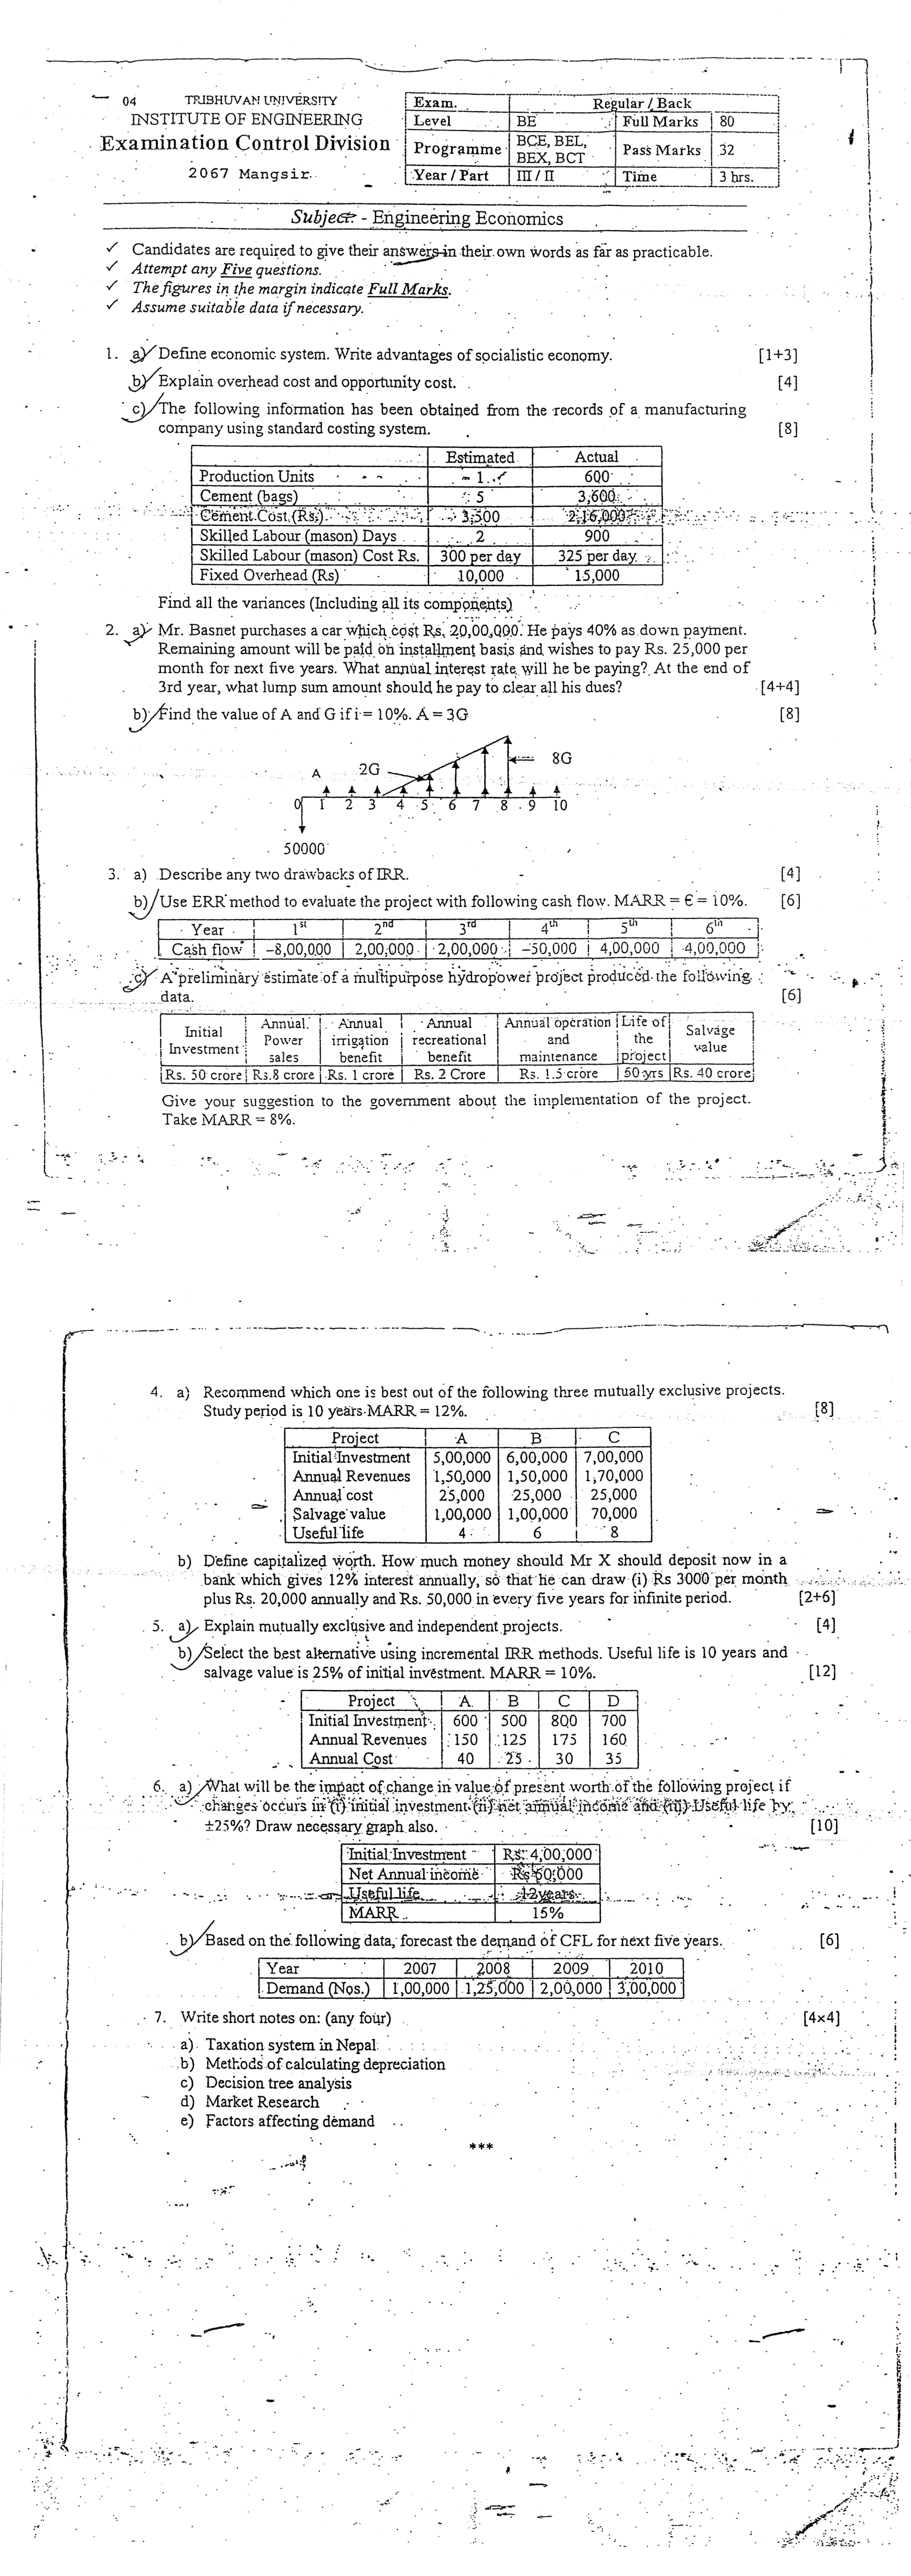 04 TRIBHUVAN UNIVERSITY
INSTITUTE OF ENGINEERING
Examination Control Division
2067 Mangsir
Exam. Regular / Back
Level BE Full Marks 80
Programme BCE, BEL, BEX, BCT Pass Marks 32
Year / Part III / II Time 3 hrs.
Subject: - Engineering Economics
✓ Candidates are required to give their answers in their own words as far as practicable.
✓ Attempt any Five questions.
✓ The figures in the margin indicate Full Marks.
✓ Assume suitable data if necessary.
1. a) Define economic system. Write advantages of socialistic economy. [1+3]
b) Explain overhead cost and opportunity cost. [4]
c) The following information has been obtained from the records of a manufacturing
company using standard costing system. [8]
Estimated Actual
Production Units 1 600
Cement (bags) 5 3,600
Cement Cost (Rs.) 3,500 2,16,000
Skilled Labour (mason) Days 2 900
Skilled Labour (mason) Cost Rs. 300 per day 325 per day
Fixed Overhead (Rs) 10,000 15,000
Find all the variances (Including all its components)
2. a) Mr. Basnet purchases a car which cost Rs. 20,00,000. He pays 40% as down payment.
Remaining amount will be paid on installment basis and wishes to pay Rs. 25,000 per
month for next five years. What annual interest rate will he be paying? At the end of
3rd year, what lump sum amount should he pay to clear all his dues? [4+4]
b) Find the value of A and G if i = 10%. A = 3G [8]
8G
2G
A
0 1 2 3 4 5 6 7 8 9 10
50000
3. a) Describe any two drawbacks of IRR. [4]
b) Use ERR method to evaluate the project with following cash flow. MARR = € = 10%. [6]
Year 1st 2nd 3rd 4th 5th 6th
Cash flow −8,00,000 2,00,000 2,00,000 −50,000 4,00,000 4,00,000
c) A preliminary estimate of a multipurpose hydropower project produced the following
data. [6]
Initial Investment Annual Power sales Annual irrigation benefit Annual recreational benefit Annual operation and maintenance Life of the project Salvage value
Rs. 50 crore Rs.8 crore Rs. 1 crore Rs. 2 Crore Rs. 1.5 crore 50 yrs Rs. 40 crore
Give your suggestion to the government about the implementation of the project.
Take MARR = 8%.
4. a) Recommend which one is best out of the following three mutually exclusive projects.
Study period is 10 years MARR = 12%. [8]
Project A B C
Initial Investment 5,00,000 6,00,000 7,00,000
Annual Revenues 1,50,000 1,50,000 1,70,000
Annual cost 25,000 25,000 25,000
Salvage value 1,00,000 1,00,000 70,000
Useful life 4 6 8
b) Define capitalized worth. How much money should Mr X should deposit now in a
bank which gives 12% interest annually, so that he can draw (i) Rs 3000 per month
plus Rs. 20,000 annually and Rs. 50,000 in every five years for infinite period. [2+6]
5. a) Explain mutually exclusive and independent projects. [4]
b) Select the best alternative using incremental IRR methods. Useful life is 10 years and
salvage value is 25% of initial investment. MARR = 10%. [12]
Project A B C D
Initial Investment 600 500 800 700
Annual Revenues 150 125 175 160
Annual Cost 40 25 30 35
6. a) What will be the impact of change in value of present worth of the following project if
changes occurs in (i) initial investment (ii) net annual income and (iii) Useful life by
±25%? Draw necessary graph also. [10]
Initial Investment Rs. 4,00,000
Net Annual income
Useful life 12 years
MARR 15%
b) Based on the following data, forecast the demand of CFL for next five years. [6]
Year 2007 2008 2009 2010
Demand (Nos.) 1,00,000 1,25,000 2,00,000 3,00,000
7. Write short notes on: (any four) [4×4]
a) Taxation system in Nepal
b) Methods of calculating depreciation
c) Decision tree analysis
d) Market Research
e) Factors affecting demand
***